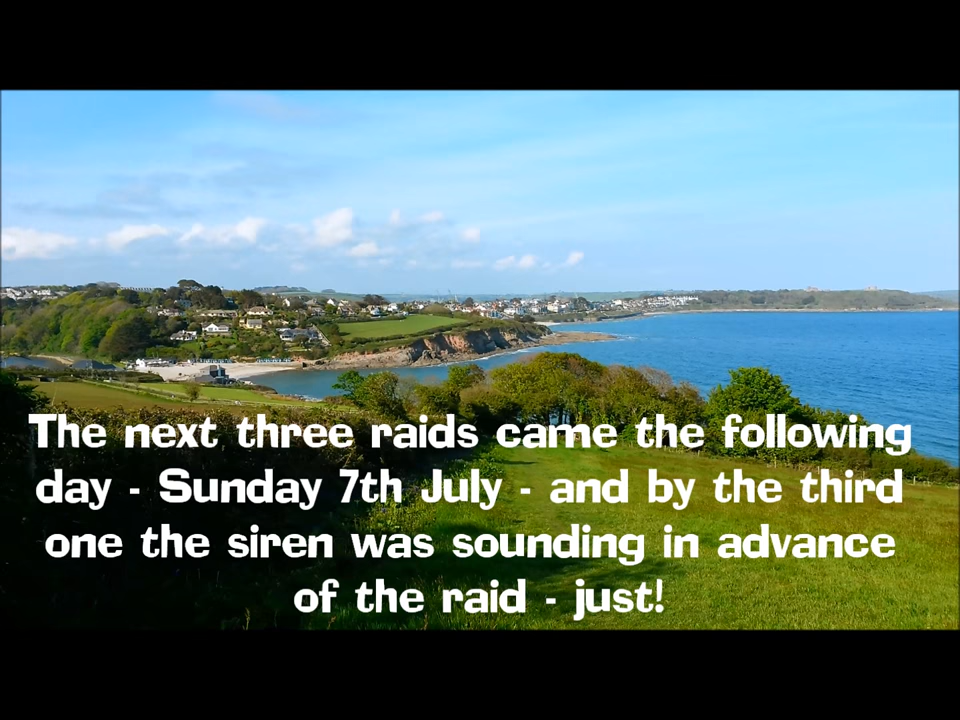 The next three raids came the following
day - Sunday 7th July - and by the third
one the siren was sounding in advance
of the raid - just!